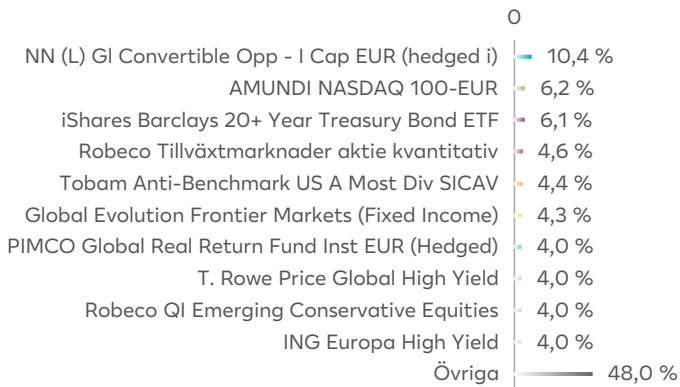 0
NN (L) Gl Convertible Opp - I Cap EUR (hedged i) 10,4 %
AMUNDI NASDAQ 100-EUR 6,2 %
iShares Barclays 20+ Year Treasury Bond ETF 6,1 %
Robeco Tillväxtmarknader aktie kvantitativ 4,6 %
Tobam Anti-Benchmark US A Most Div SICAV 4,4 %
Global Evolution Frontier Markets (Fixed Income) 4,3 %
PIMCO Global Real Return Fund Inst EUR (Hedged) 4,0 %
T. Rowe Price Global High Yield 4,0 %
Robeco QI Emerging Conservative Equities 4,0 %
ING Europa High Yield 4,0 %
Övriga 48,0 %